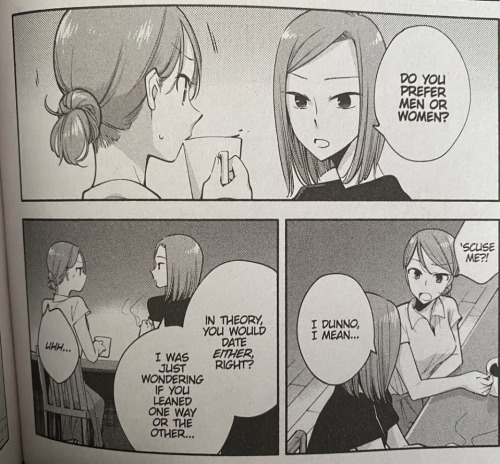 DO YOU
PREFER
MEN OR
WOMEN?
'SCUSE
ME?!
I DUNNO,
I MEAN...
IN THEORY,
YOU WOULD
DATE
EITHER,
RIGHT?
I WAS
JUST
WONDERING
IF YOU
LEANED
ONE WAY
OR THE
OTHER...
UHH...